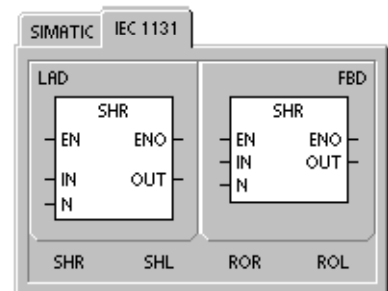 SIMATIC IEC 1131
LAD FBD
SHR SHR
EN ENO EN ENO
IN OUT IN OUT
N N
SHR SHL ROR ROL